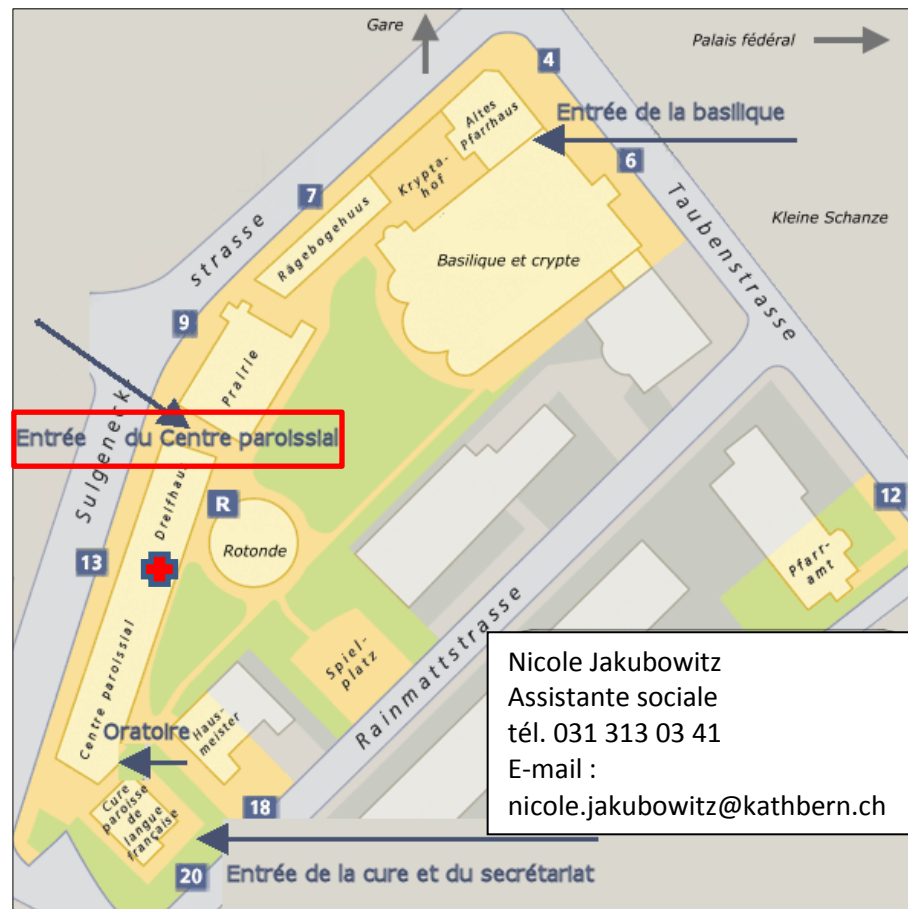 Gare
Palais fédéral
4
Altes
Pfarrhaus
Entrée de la basilique
6
Krypta-
hof
7
Taubenstrasse
Kleine Schanze
strasse
Rägebogehuus
Basilique et crypte
9
Prairie
Sulgeneck
Entrée du Centre paroissial
Dreifhaus
R
12
Rotonde
13
Pfarr-
amt
Centre paroissial
Spiel-
platz
Rainmattstrasse
Oratoire
Haus-
meister
Cure
paroisse
de
langue
française
18
20
Entrée de la cure et du secrétariat
Nicole Jakubowitz
Assistante sociale
tél. 031 313 03 41
E-mail :
nicole.jakubowitz@kathbern.ch